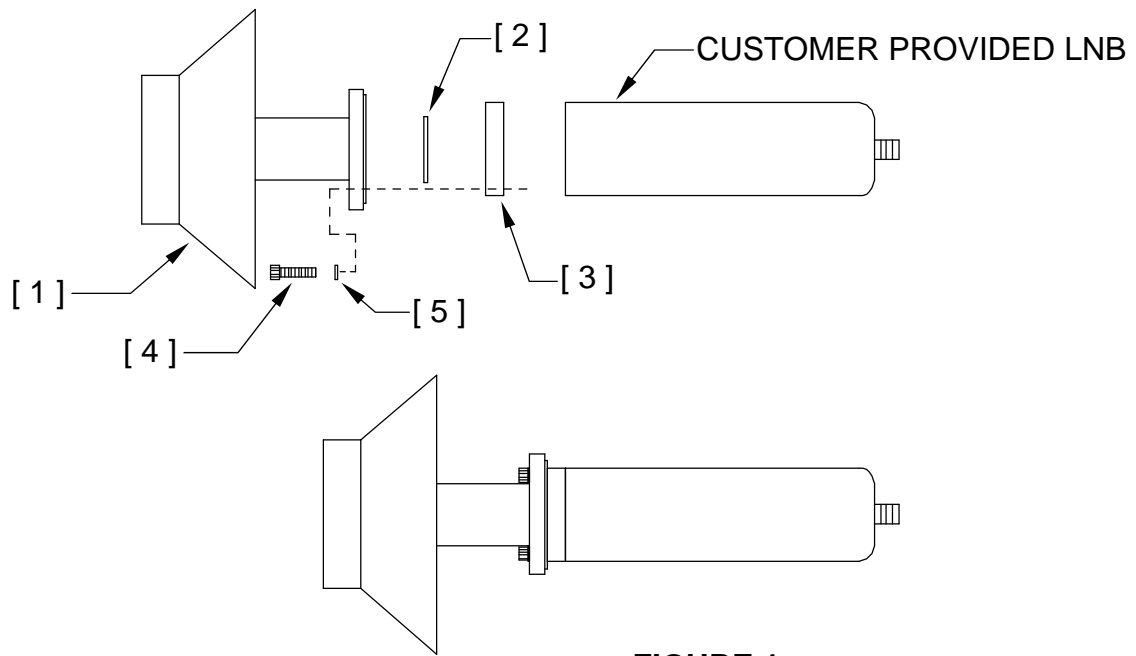 [ 2 ]
CUSTOMER PROVIDED LNB
[ 1 ]
[ 3 ]
[ 5 ]
[ 4 ]